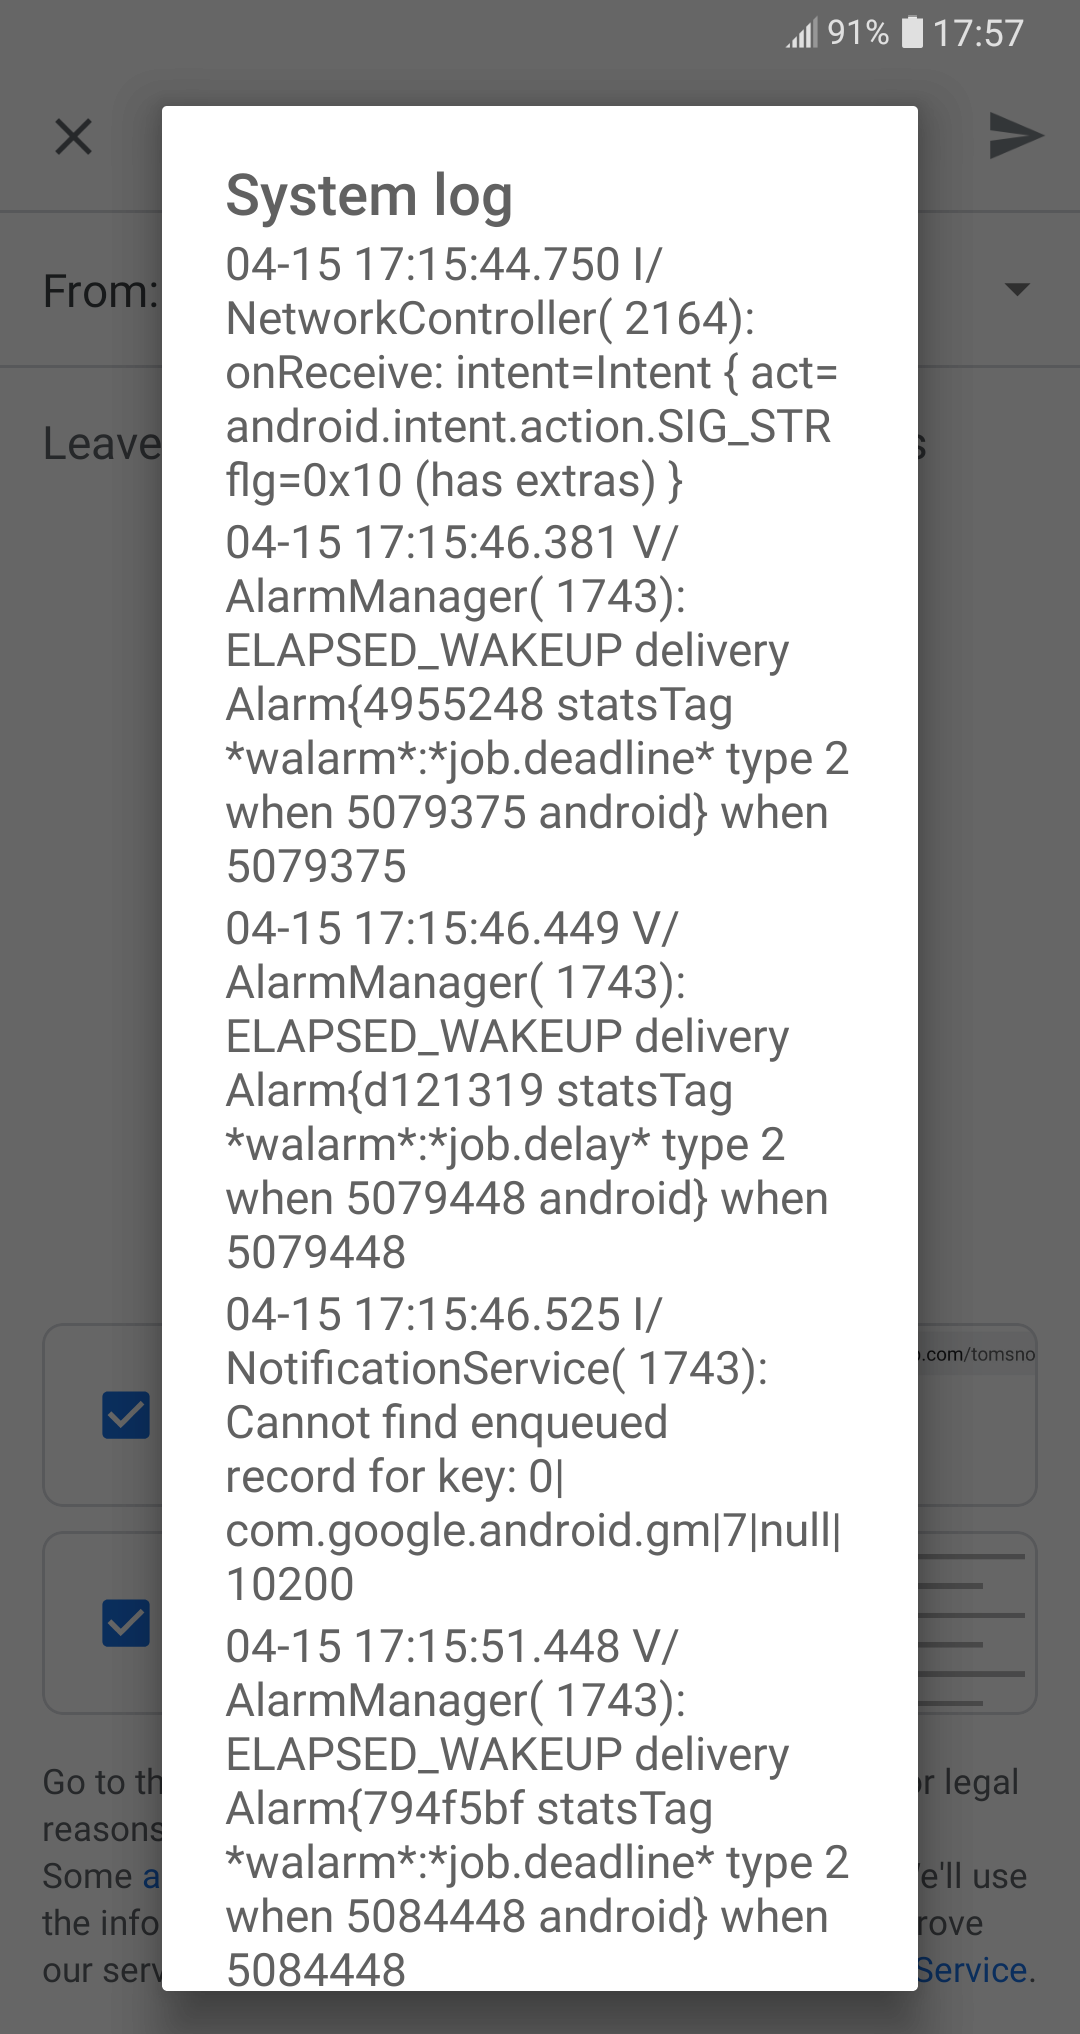 91% 17:57
System log
04-15 17:15:44.750 I/
NetworkController( 2164):
onReceive: intent=Intent { act=
android.intent.action.SIG_STR
flg=0x10 (has extras) }
04-15 17:15:46.381 V/
AlarmManager( 1743):
ELAPSED_WAKEUP delivery
Alarm{4955248 statsTag
*walarm*:*job.deadline* type 2
when 5079375 android} when
5079375
04-15 17:15:46.449 V/
AlarmManager( 1743):
ELAPSED_WAKEUP delivery
Alarm{d121319 statsTag
*walarm*:*job.delay* type 2
when 5079448 android} when
5079448
04-15 17:15:46.525 I/
NotificationService( 1743):
Cannot find enqueued
record for key: 0|
com.google.android.gm|7|null|
10200
04-15 17:15:51.448 V/
AlarmManager( 1743):
ELAPSED_WAKEUP delivery
Alarm{794f5bf statsTag
*walarm*:*job.deadline* type 2
when 5084448 android} when
5084448
From:
Leave
.com/tomsno
Go to th
r legal
reasons
Some a
e'll use
the info
rove
our serv
Service.